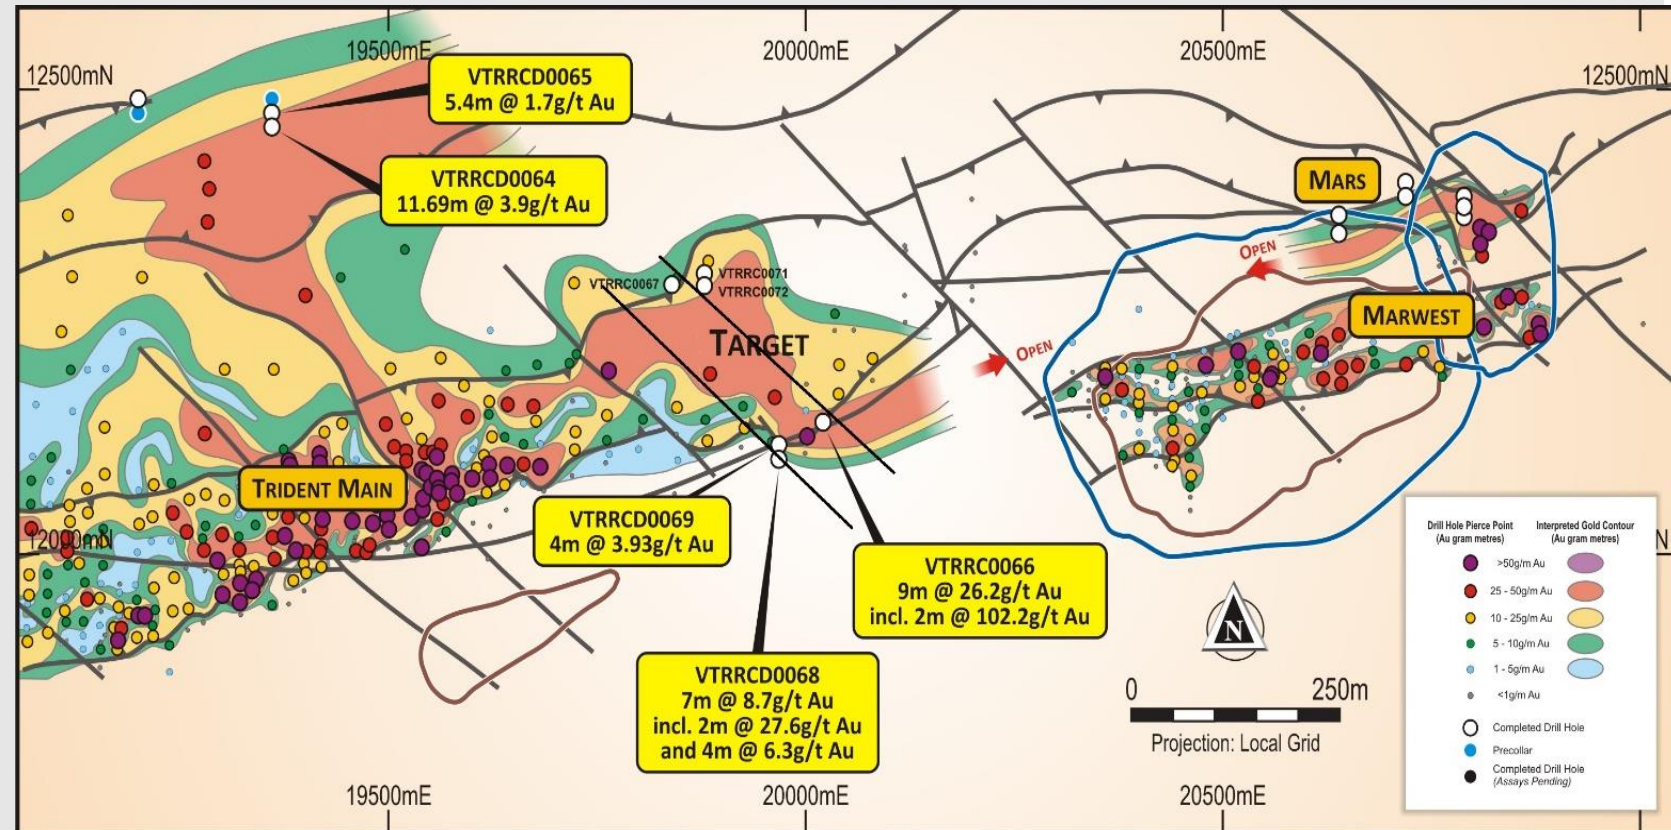 19500mE
20000mE
20500mE
12500mN
12500mN
VTRRCD0065
5.4m @ 1.7g/t Au
VTRRCD0064
11.69m @ 3.9g/t Au
MARS
OPEN
VTRRC0071
VTRRC0067
VTRRC0072
MARWEST
TARGET
OPEN
TRIDENT MAIN
12000mN
N
VTRRCD0069
4m @ 3.93g/t Au
VTRRC0066
9m @ 26.2g/t Au
incl. 2m @ 102.2g/t Au
VTRRCD0068
7m @ 8.7g/t Au
incl. 2m @ 27.6g/t Au
and 4m @ 6.3g/t Au
N
0 250m
Projection: Local Grid
Drill Hole Pierce Point
(Au gram metres)
Interpreted Gold Contour
(Au gram metres)
>50g/m Au
25 - 50g/m Au
10 - 25g/m Au
5 - 10g/m Au
1 - 5g/m Au
<1g/m Au
Completed Drill Hole
Precollar
Completed Drill Hole
(Assays Pending)
19500mE
20000mE
20500mE